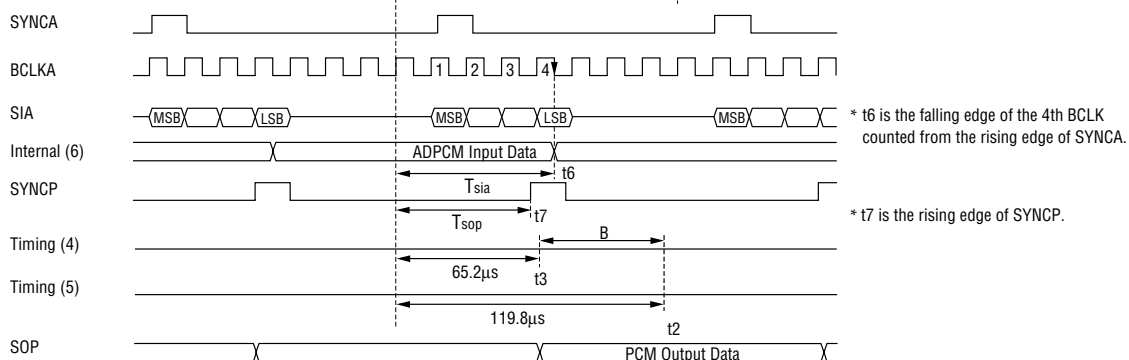 SYNCA
BCLKA
1 2 3 4
SIA
MSB LSB MSB LSB MSB
* t6 is the falling edge of the 4th BCLK
counted from the rising edge of SYNCA.
Internal (6)
ADPCM Input Data
t6
Tsia
SYNCP
t7
Tsop
* t7 is the rising edge of SYNCP.
Timing (4)
B
65.2µs
t3
Timing (5)
119.8µs
t2
SOP
PCM Output Data